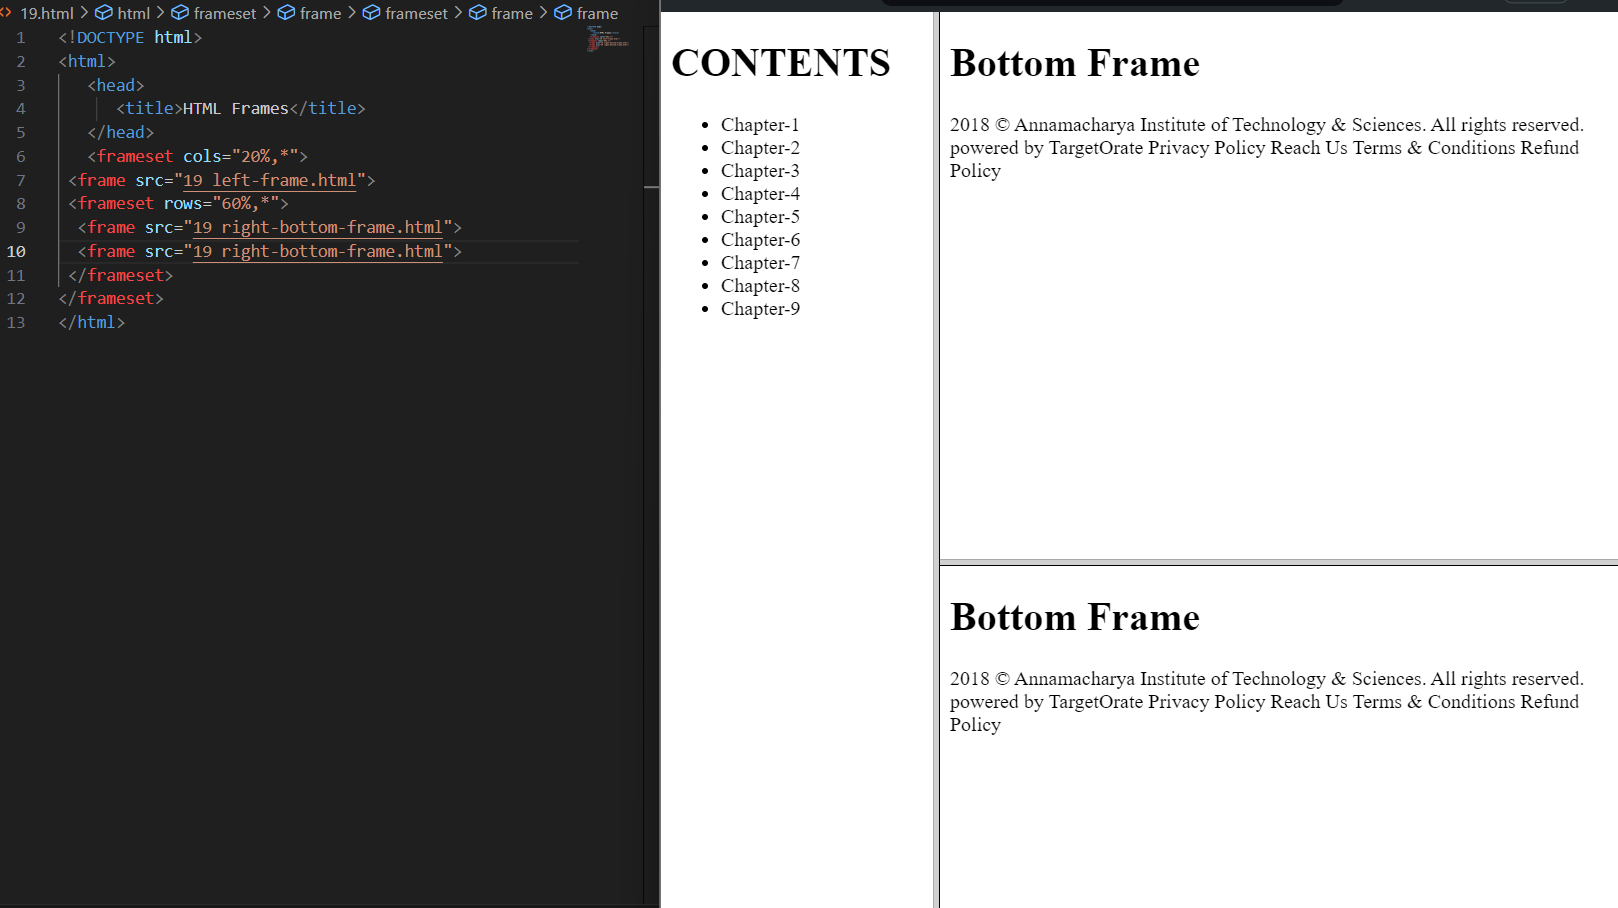 19.html > html > frameset > frame > frameset > frame > frame
1 <!DOCTYPE html>
2 <html>
3 <head>
4 <title>HTML Frames</title>
5 </head>
6 <frameset cols="20%,*">
7 <frame src="19 left-frame.html">
8 <frameset rows="60%,*">
9 <frame src="19 right-bottom-frame.html">
10 <frame src="19 right-bottom-frame.html">
11 </frameset>
12 </frameset>
13 </html>
CONTENTS
• Chapter-1
• Chapter-2
• Chapter-3
• Chapter-4
• Chapter-5
• Chapter-6
• Chapter-7
• Chapter-8
• Chapter-9
Bottom Frame
2018 © Annamacharya Institute of Technology & Sciences. All rights reserved.
powered by TargetOrate Privacy Policy Reach Us Terms & Conditions Refund
Policy
Bottom Frame
2018 © Annamacharya Institute of Technology & Sciences. All rights reserved.
powered by TargetOrate Privacy Policy Reach Us Terms & Conditions Refund
Policy